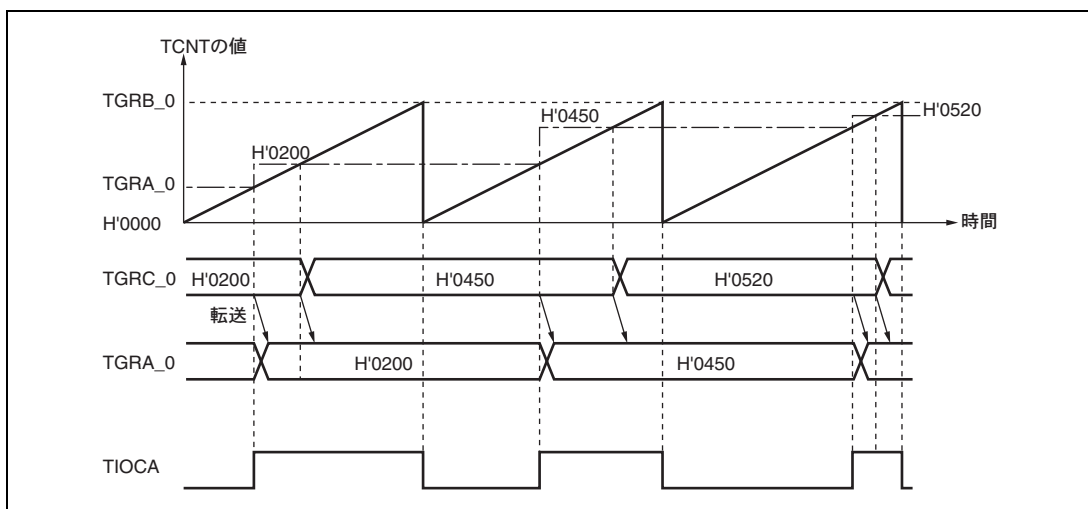 TCNTの値
TGRB_0
H'0450
H'0520
H'0200
TGRA_0
H'0000
時間
TGRC_0
H'0200
H'0450
H'0520
転送
TGRA_0
H'0200
H'0450
TIOCA